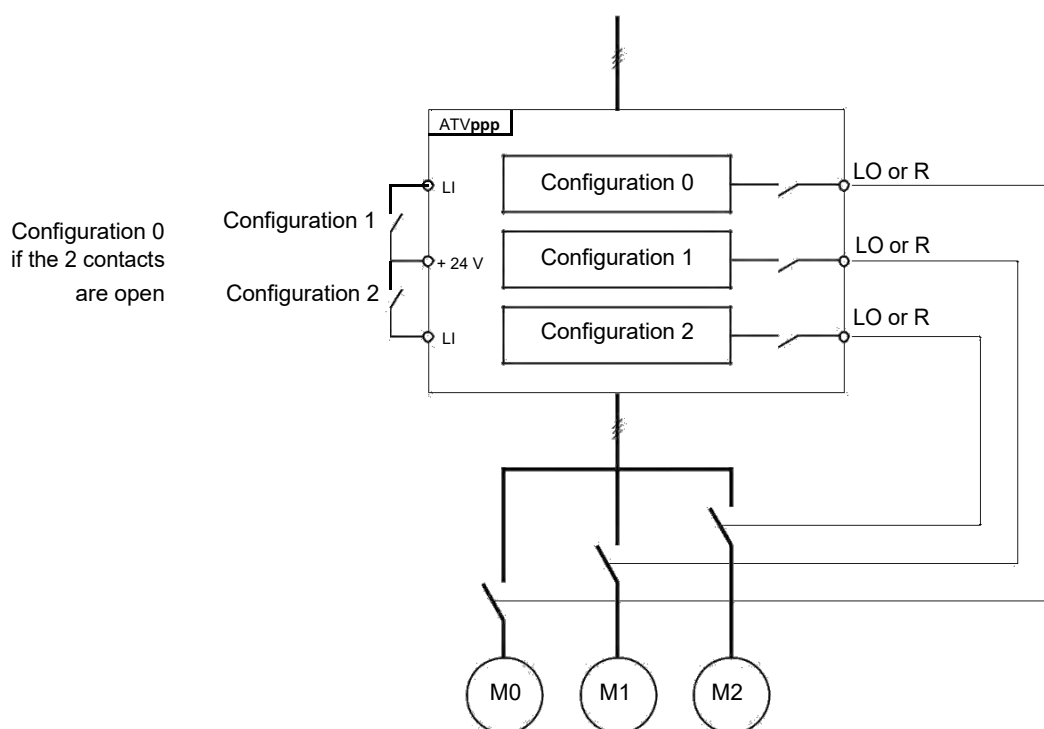 ATVppp
Configuration 0
if the 2 contacts
are open
Configuration 1
Configuration 2
LI
+ 24 V
LI
Configuration 0
Configuration 1
Configuration 2
LO or R
LO or R
LO or R
M0
M1
M2